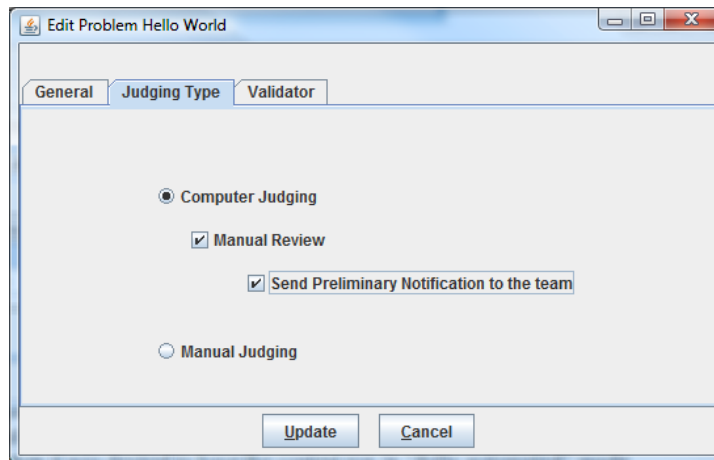 Edit Problem Hello World
General Judging Type Validator
Computer Judging
Manual Review
Send Preliminary Notification to the team
Manual Judging
Update Cancel